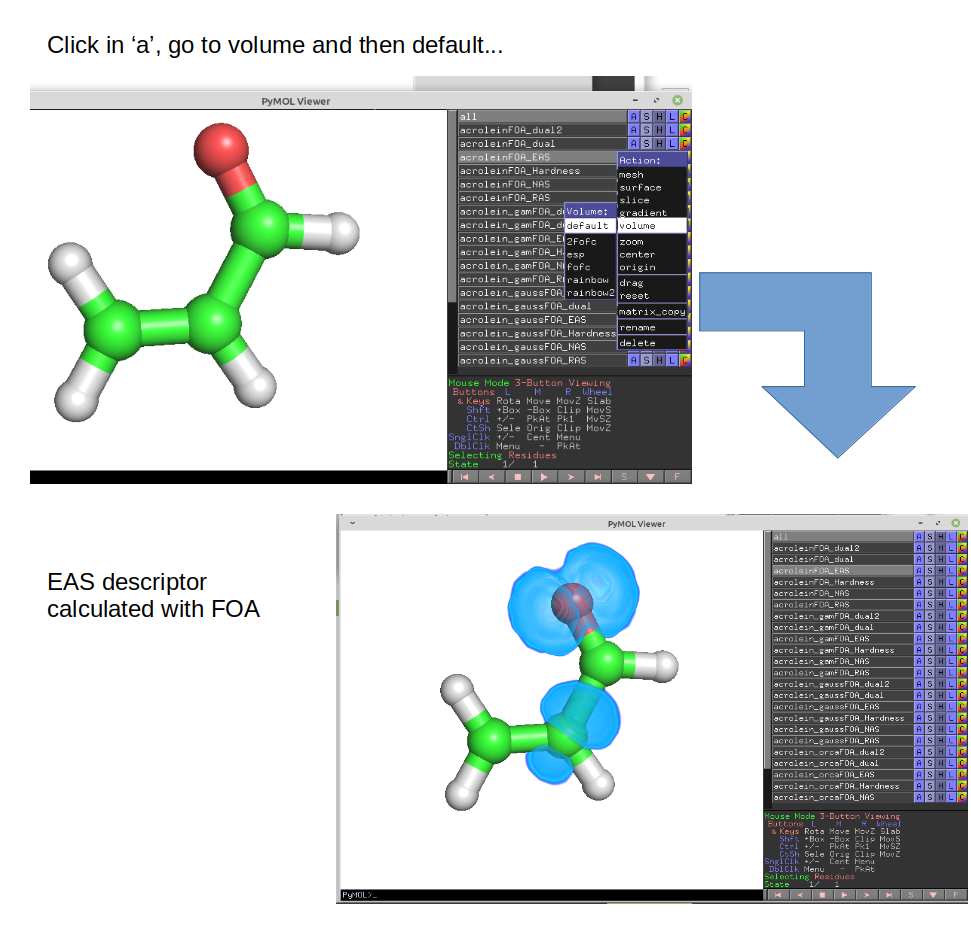 Click in ‘a’, go to volume and then default...
PyMOL Viewer
all A S H L C
acroleinFOA_dual2 A S H L C
acroleinFOA_dual A S H L C
acroleinFOA_EAS
acroleinFOA_Hardness
acroleinFOA_NAS
acroleinFOA_RAS
acrolein_gamFOA_d
acrolein_gamFOA_d
acrolein_gamFOA_E
acrolein_gamFOA_H
acrolein_gamFOA_N
acrolein_gamFOA_R
acrolein_gaussFOA_
acrolein_gaussFOA_dual
acrolein_gaussFOA_EAS
acrolein_gaussFOA_Hardness
acrolein_gaussFOA_NAS
acrolein_gaussFOA_RAS A S H L C
Action:
mesh
surface
slice
gradient
volume
zoom
center
origin
drag
reset
matrix_copy
rename
delete
Volume:
default
2fofc
esp
fofc
rainbow
rainbow2
Mouse Mode 3-Button Viewing
Buttons L M R Wheel
& Keys Rota Move MovZ Slab
Shft +Box -Box Clip MovS
Ctrl +/- PkAt Pk1 MvSZ
CtSh Sele Orig Clip MovZ
SnglClk +/- Cent Menu
DblClk Menu - PkAt
Selecting Residues
State 1/ 1
S F
EAS descriptor
calculated with FOA
PyMOL Viewer
all A S H L C
acroleinFOA_dual2 A S H L C
acroleinFOA_dual A S H L C
acroleinFOA_EAS A S H L C
acroleinFOA_Hardness A S H L C
acroleinFOA_NAS A S H L C
acroleinFOA_RAS A S H L C
acrolein_gamFOA_dual2 A S H L C
acrolein_gamFOA_dual A S H L C
acrolein_gamFOA_EAS A S H L C
acrolein_gamFOA_Hardness A S H L C
acrolein_gamFOA_NAS A S H L C
acrolein_gamFOA_RAS A S H L C
acrolein_gaussFOA_dual2 A S H L C
acrolein_gaussFOA_dual A S H L C
acrolein_gaussFOA_EAS A S H L C
acrolein_gaussFOA_Hardness A S H L C
acrolein_gaussFOA_NAS A S H L C
acrolein_gaussFOA_RAS A S H L C
acrolein_orcaFOA_dual2 A S H L C
acrolein_orcaFOA_dual A S H L C
acrolein_orcaFOA_EAS A S H L C
acrolein_orcaFOA_Hardness A S H L C
acrolein_orcaFOA_NAS A S H L C
Mouse Mode 3-Button Viewing
Buttons L M R Wheel
& Keys Rota Move MovZ Slab
Shft +Box -Box Clip MovS
Ctrl +/- PkAt Pk1 MvSZ
CtSh Sele Orig Clip MovZ
SnglClk +/- Cent Menu
DblClk Menu - PkAt
Selecting Residues
State 1/ 1
S F
PyMOL>_